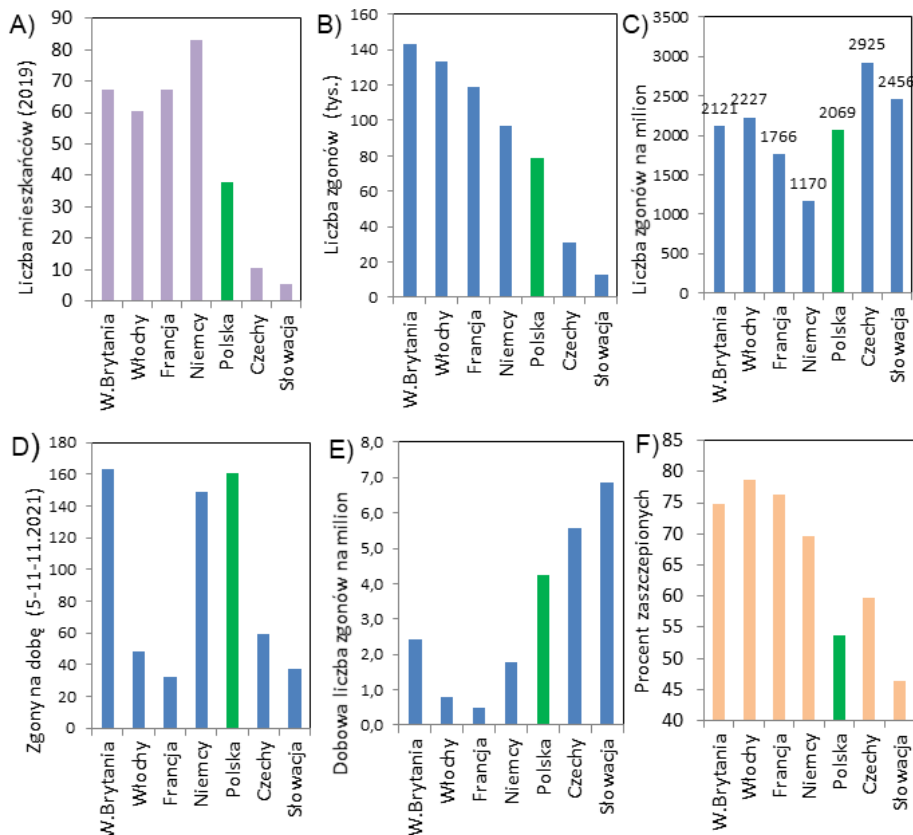 A)
Liczba mieszkańców (2019)
90
80
70
60
50
40
30
20
10
0
W.Brytania
Włochy
Francja
Niemcy
Polska
Czechy
Słowacja
B)
Liczba zgonów (tys.)
160
140
120
100
80
60
40
20
0
W.Brytania
Włochy
Francja
Niemcy
Polska
Czechy
Słowacja
C)
Liczba zgonów na milion
3500
3000
2500
2000
1500
1000
500
0
2121
2227
1766
1170
2069
2925
2456
W.Brytania
Włochy
Francja
Niemcy
Polska
Czechy
Słowacja
D)
Zgony na dobę (5-11-11.2021)
180
160
140
120
100
80
60
40
20
0
W.Brytania
Włochy
Francja
Niemcy
Polska
Czechy
Słowacja
E)
Dobowa liczba zgonów na milion
8,0
7,0
6,0
5,0
4,0
3,0
2,0
1,0
0,0
W.Brytania
Włochy
Francja
Niemcy
Polska
Czechy
Słowacja
F)
Procent zaszczepionych
85
80
75
70
65
60
55
50
45
40
W.Brytania
Włochy
Francja
Niemcy
Polska
Czechy
Słowacja